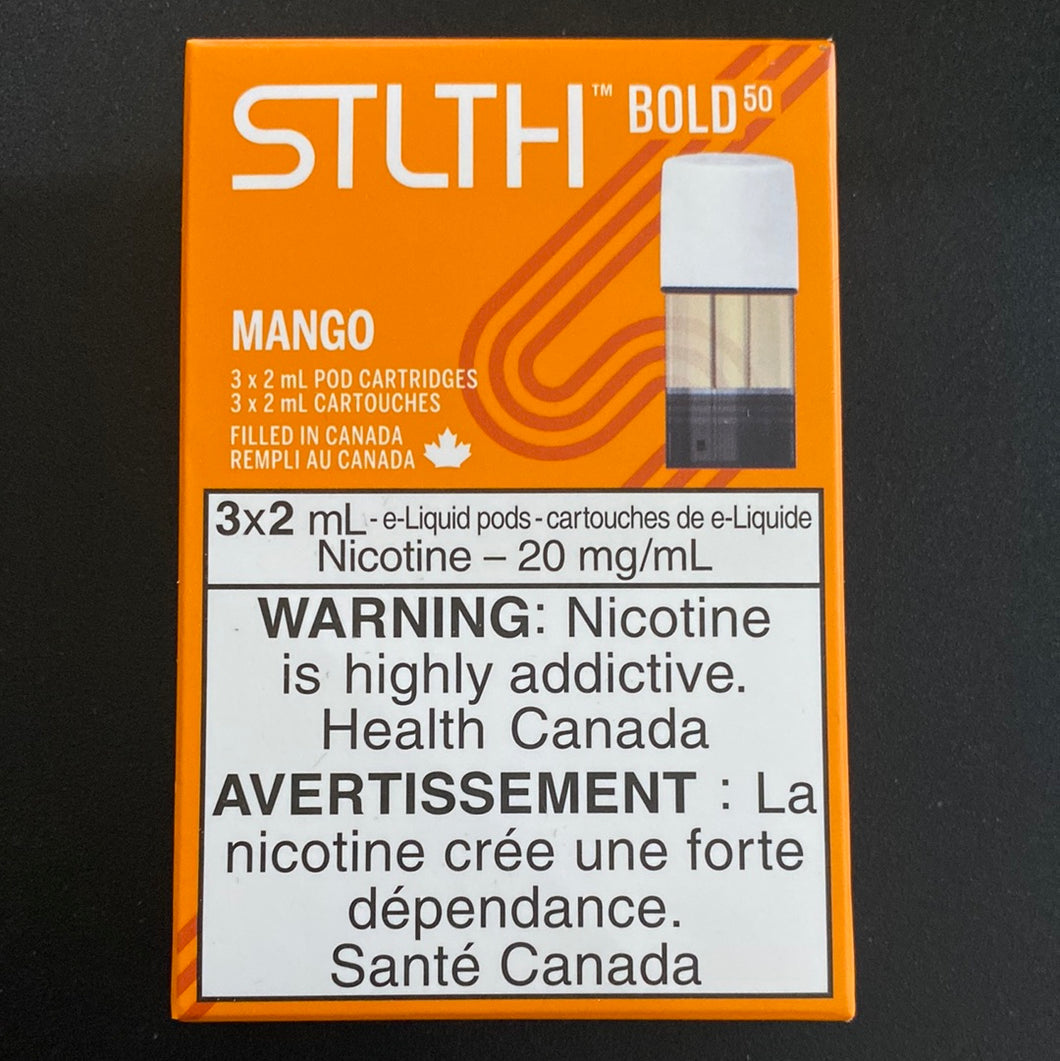 STLTH™ BOLD 50
MANGO
3 x 2 mL POD CARTRIDGES
3 x 2 mL CARTOUCHES
FILLED IN CANADA
REMPLI AU CANADA
3x2 mL - e-Liquid pods - cartouches de e-Liquide
Nicotine – 20 mg/mL
WARNING: Nicotine
is highly addictive.
Health Canada
AVERTISSEMENT : La
nicotine crée une forte
dépendance.
Santé Canada